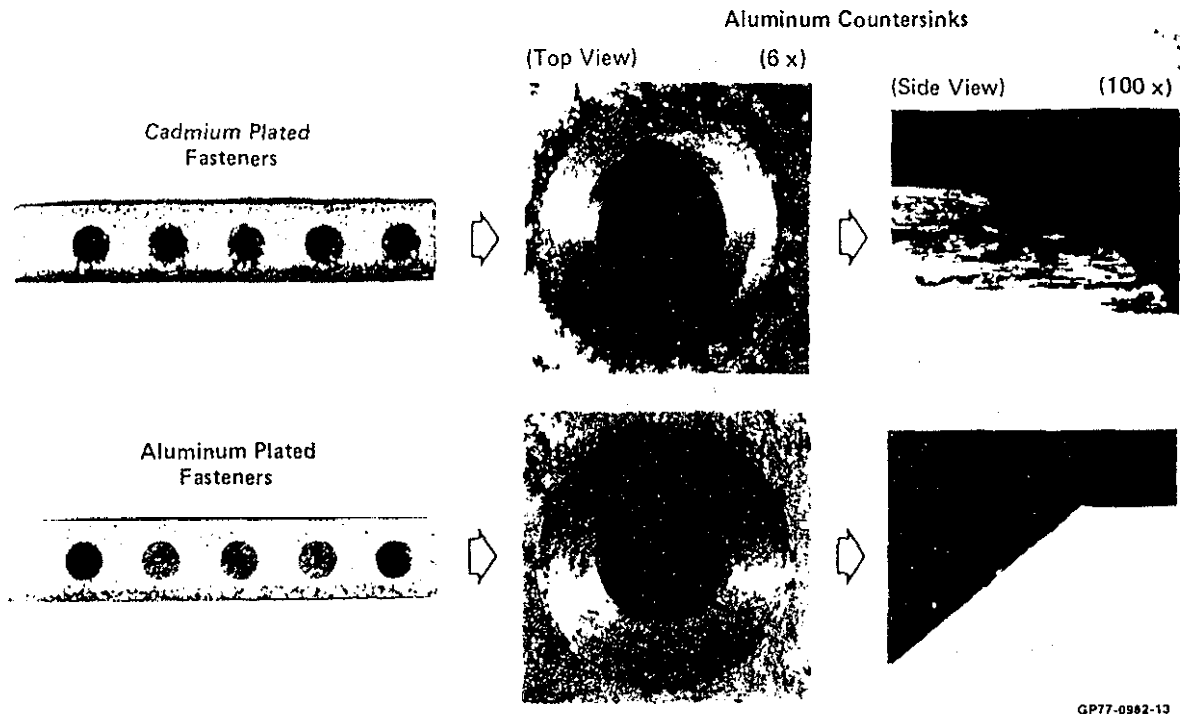 Aluminum Countersinks
(Top View) (6 x)
(Side View) (100 x)
Cadmium Plated
Fasteners
Aluminum Plated
Fasteners
GP77-0982-13